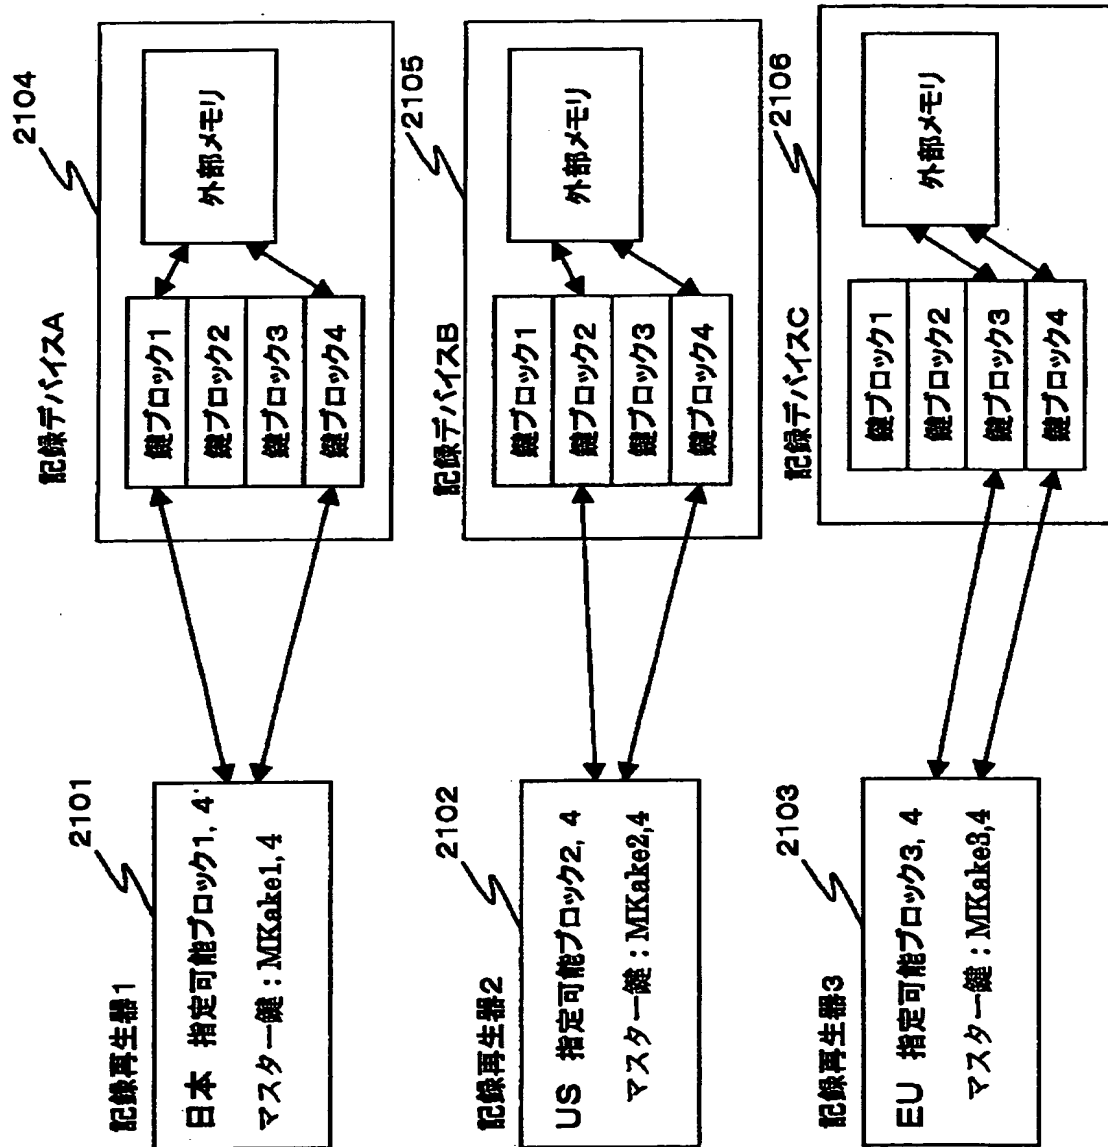 記録再生器1
2101
日本 指定可能ブロック1, 4
マスター鍵:MKake1,4
記録デバイスA
2104
鍵ブロック1
鍵ブロック2
鍵ブロック3
鍵ブロック4
外部メモリ
記録再生器2
2102
US 指定可能ブロック2, 4
マスター鍵:MKake2,4
記録デバイスB
2105
鍵ブロック1
鍵ブロック2
鍵ブロック3
鍵ブロック4
外部メモリ
記録再生器3
2103
EU 指定可能ブロック3, 4
マスター鍵:MKake3,4
記録デバイスC
2106
鍵ブロック1
鍵ブロック2
鍵ブロック3
鍵ブロック4
外部メモリ